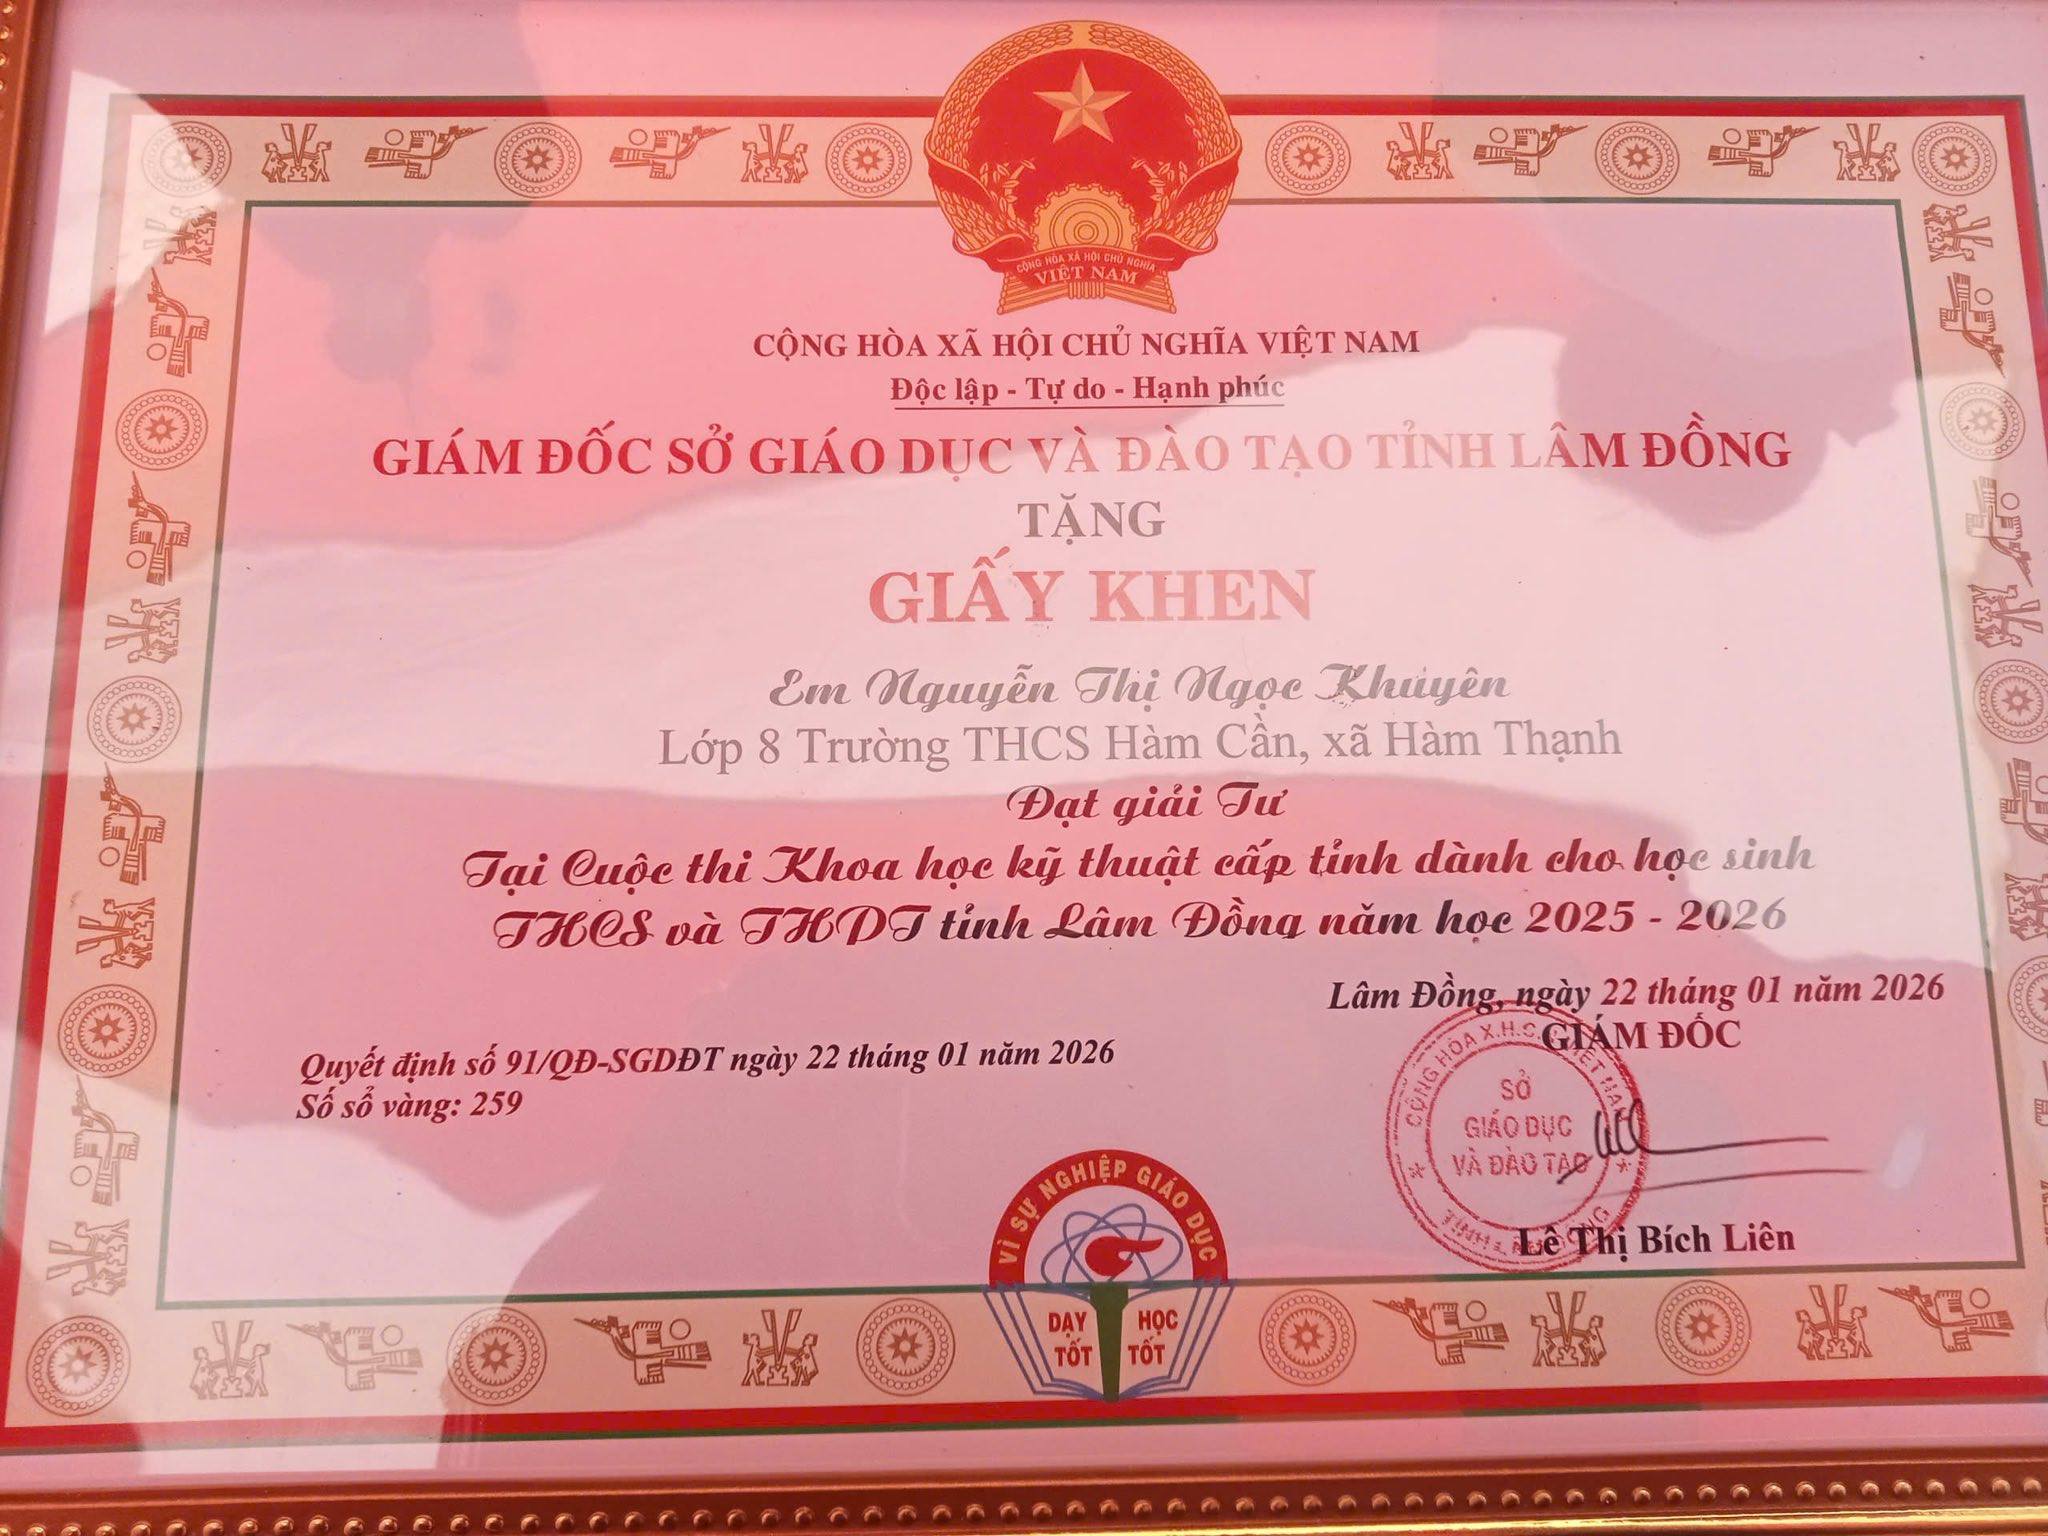 CỘNG HÒA XÃ HỘI CHỦ NGHĨA
VIỆT NAM
CỘNG HÒA XÃ HỘI CHỦ NGHĨA VIỆT NAM
Độc lập - Tự do - Hạnh phúc
GIÁM ĐỐC SỞ GIÁO DỤC VÀ ĐÀO TẠO TỈNH LÂM ĐỒNG
TẶNG
GIẤY KHEN
Em Nguyễn Thị Ngọc Khuyên
Lớp 8 Trường THCS Hàm Cần, xã Hàm Thạnh
Đạt giải Tư
Tại Cuộc thi Khoa học kỹ thuật cấp tỉnh dành cho học sinh
THCS và THPT tỉnh Lâm Đồng năm học 2025 - 2026
Lâm Đồng, ngày 22 tháng 01 năm 2026
GIÁM ĐỐC
Quyết định số 91/QĐ-SGDĐT ngày 22 tháng 01 năm 2026
Số sổ vàng: 259
CỘNG HÒA X.H.C.N VIỆT NAM
SỞ
GIÁO DỤC
VÀ ĐÀO TẠO
Lê Thị Bích Liên
VÌ SỰ NGHIỆP GIÁO DỤC
DẠY HỌC
TỐT TỐT